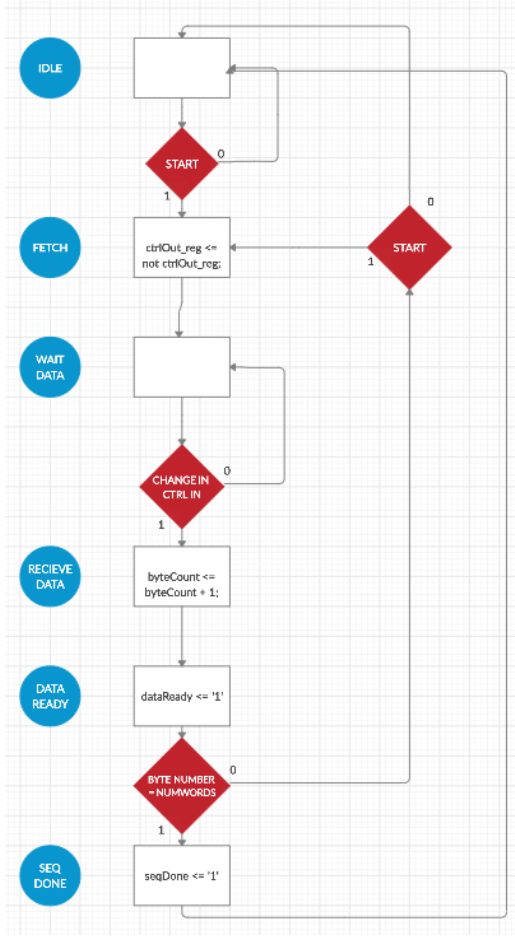 IDLE
START
0
1
0
FETCH
ctrlOut_reg <=
not ctrlOut_reg;
START
1
WAIT
DATA
CHANGE IN
CTRL IN
0
1
RECIEVE
DATA
byteCount <=
byteCount + 1;
DATA
READY
dataReady <= '1'
BYTE NUMBER
= NUMWORDS
0
1
SEQ
DONE
seqDone <= '1'